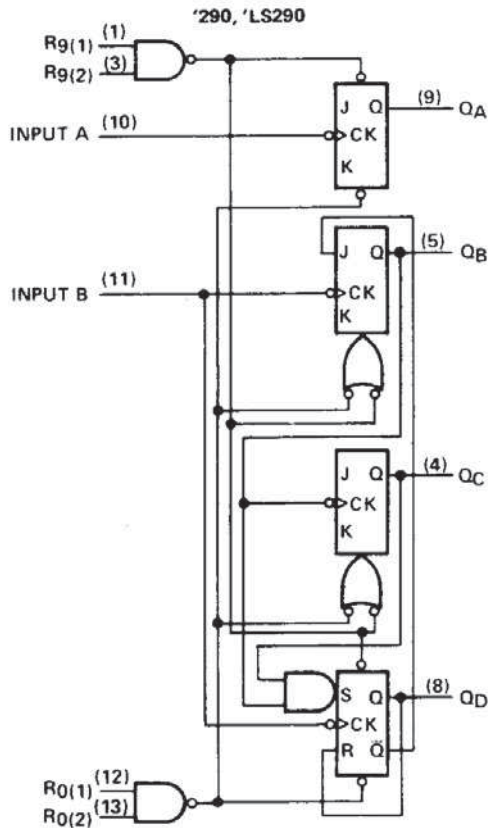 '290, 'LS290
R9(1) (1)
R9(2) (3)
J Q (9) QA
INPUT A (10) CK
K
J Q (5) QB
INPUT B (11) CK
K
J Q (4) QC
CK
K
S Q (8) QD
CK
R Q̄
R0(1) (12)
R0(2) (13)